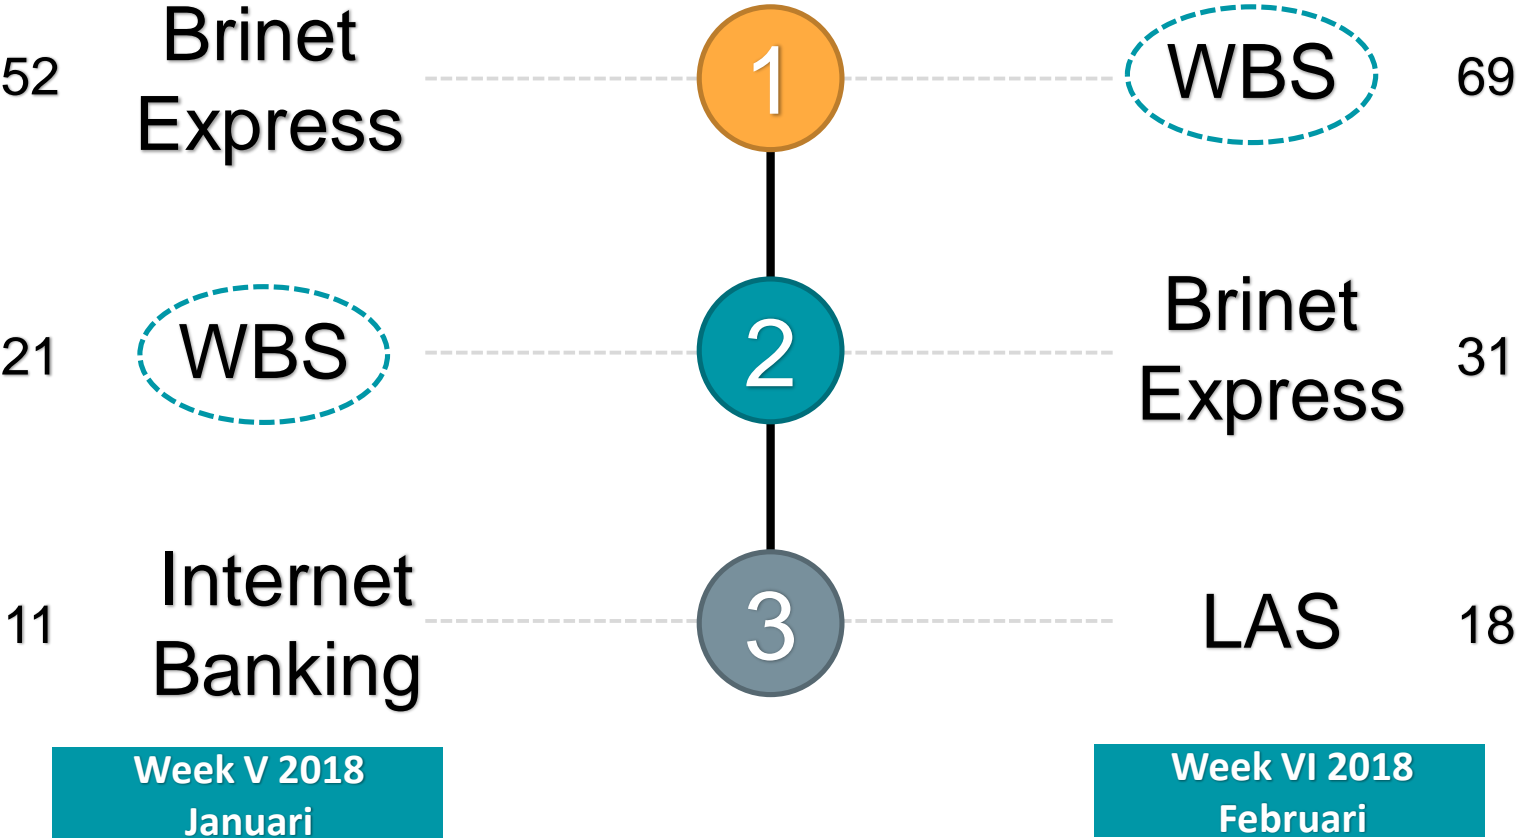 52
Brinet
Express
1
WBS
69
21
WBS
2
Brinet
Express
31
11
Internet
Banking
3
LAS
18
Week V 2018
Januari
Week VI 2018
Februari